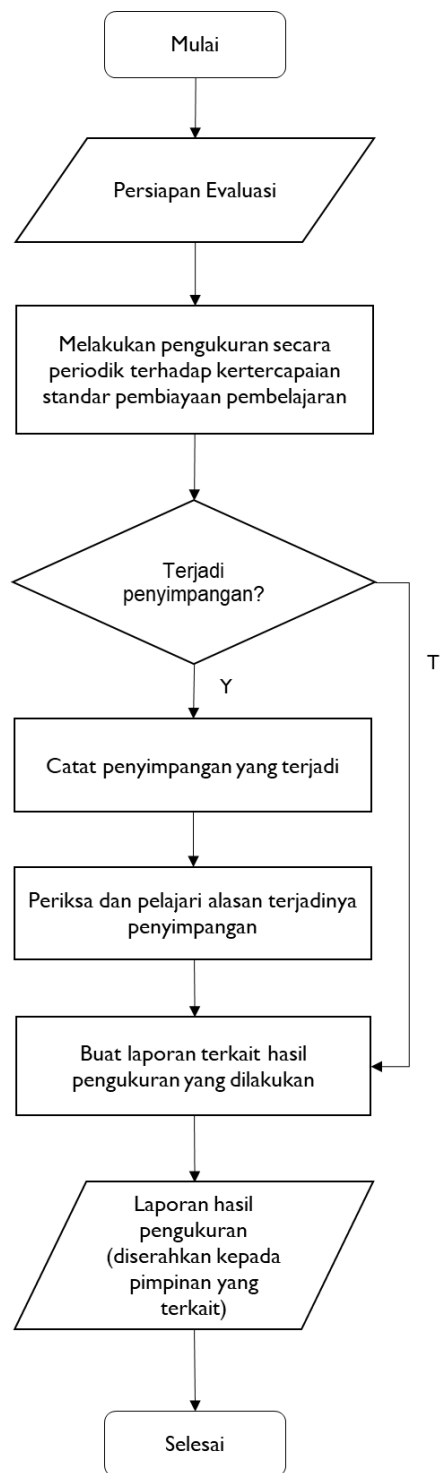 Mulai
Persiapan Evaluasi
Melakukan pengukuran secara
periodik terhadap kertercapaian
standar pembiayaan pembelajaran
Terjadi
penyimpangan?
T
Y
Catat penyimpangan yang terjadi
Periksa dan pelajari alasan terjadinya
penyimpangan
Buat laporan terkait hasil
pengukuran yang dilakukan
Laporan hasil
pengukuran
(diserahkan kepada
pimpinan yang
terkait)
Selesai